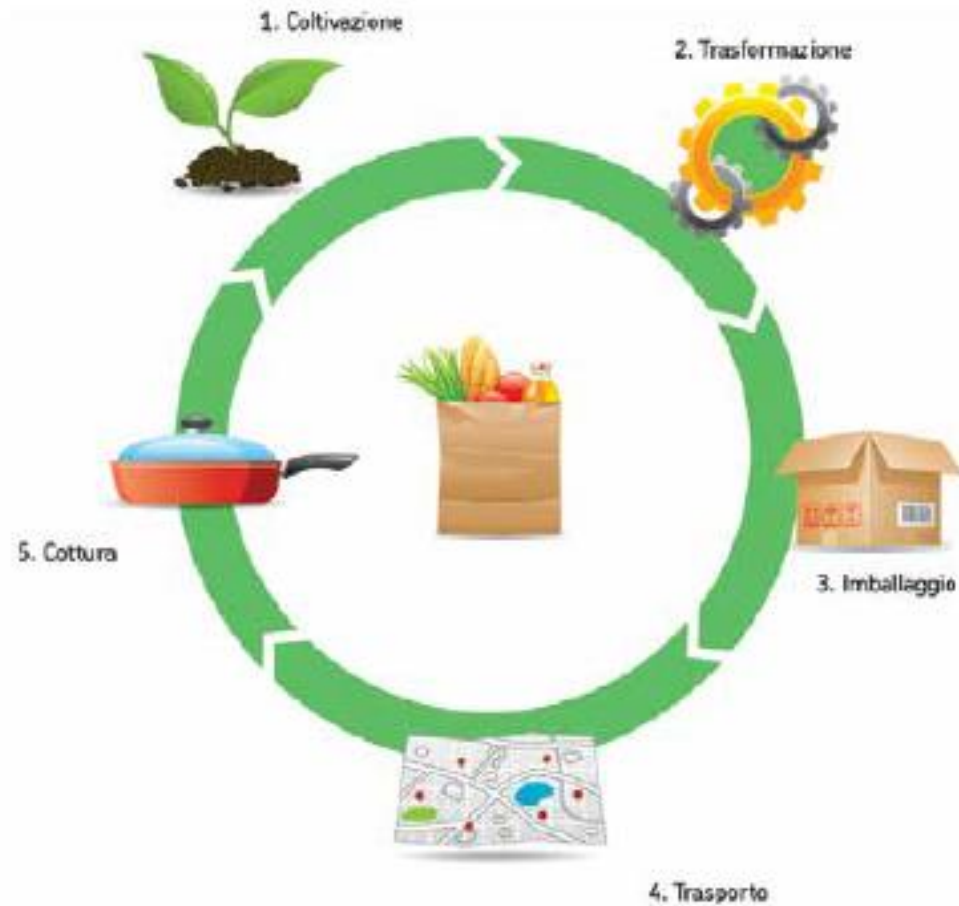 1. Coltivazione
2. Trasformazione
3. Imballaggio
4. Trasporto
5. Cottura